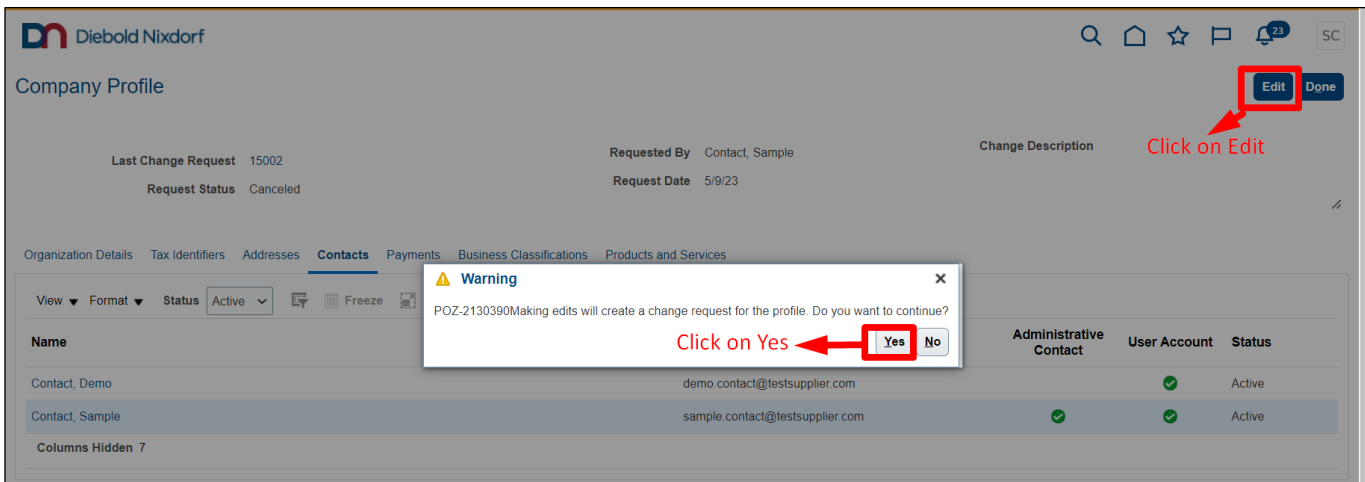 DN Diebold Nixdorf
23
SC
Company Profile
Edit
Done
Click on Edit
Last Change Request 15002
Requested By Contact, Sample
Change Description
Request Status Canceled
Request Date 5/9/23
Organization Details Tax Identifiers Addresses Contacts Payments Business Classifications Products and Services
Warning
View Format Status Active Freeze
POZ-2130390Making edits will create a change request for the profile. Do you want to continue?
Click on Yes
Yes No
Name
Administrative Contact
User Account Status
Contact, Demo demo.contact@testsupplier.com Active
Contact, Sample sample.contact@testsupplier.com Active
Columns Hidden 7